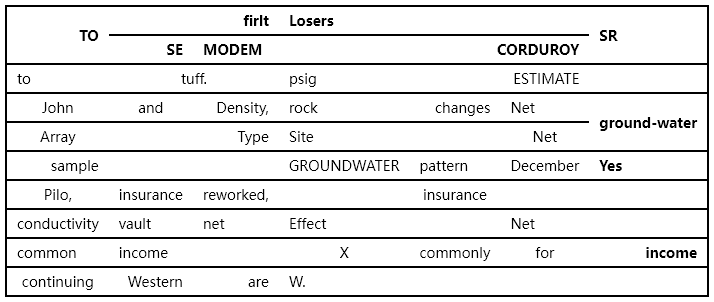 TO firIt Losers SR
SE MODEM CORDUROY
to tuff. psig ESTIMATE
John and Density, rock changes Net
ground-water
Array Type Site Net
sample GROUNDWATER pattern December Yes
Pilo, insurance reworked, insurance
conductivity vault net Effect Net
common income X commonly for income
continuing Western are W.